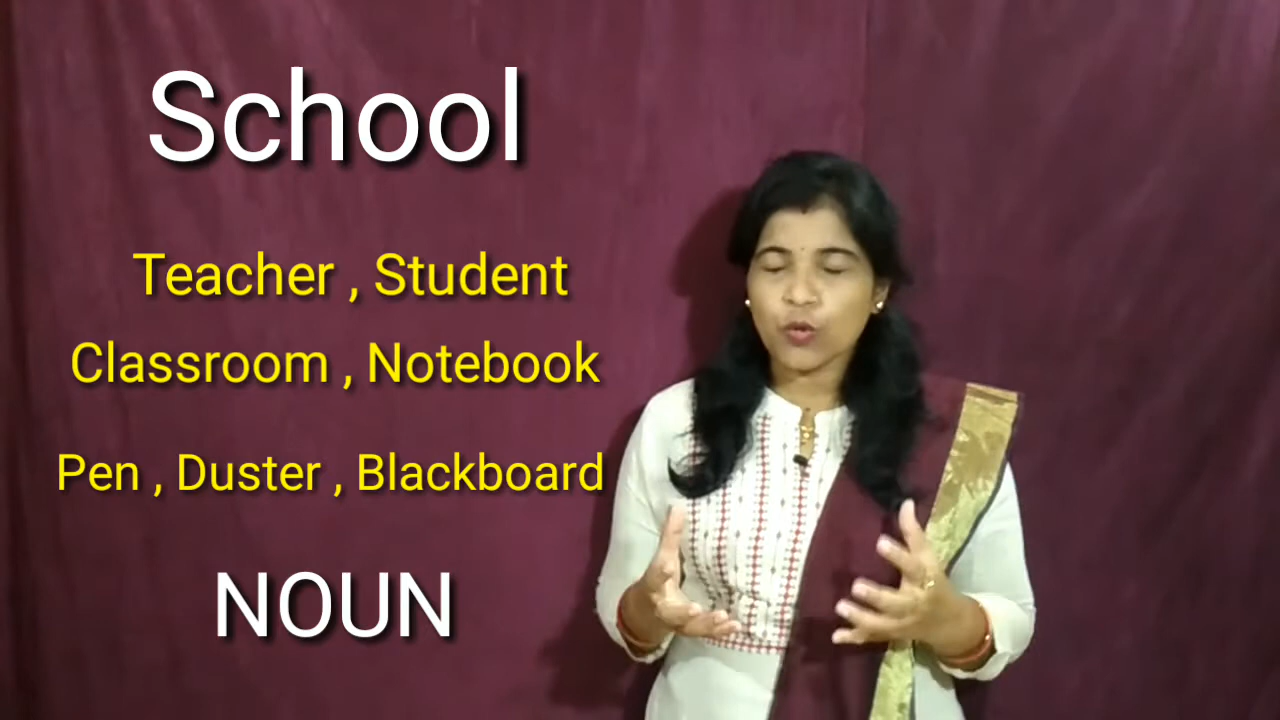 School
Teacher , Student
Classroom , Notebook
Pen , Duster , Blackboard
NOUN